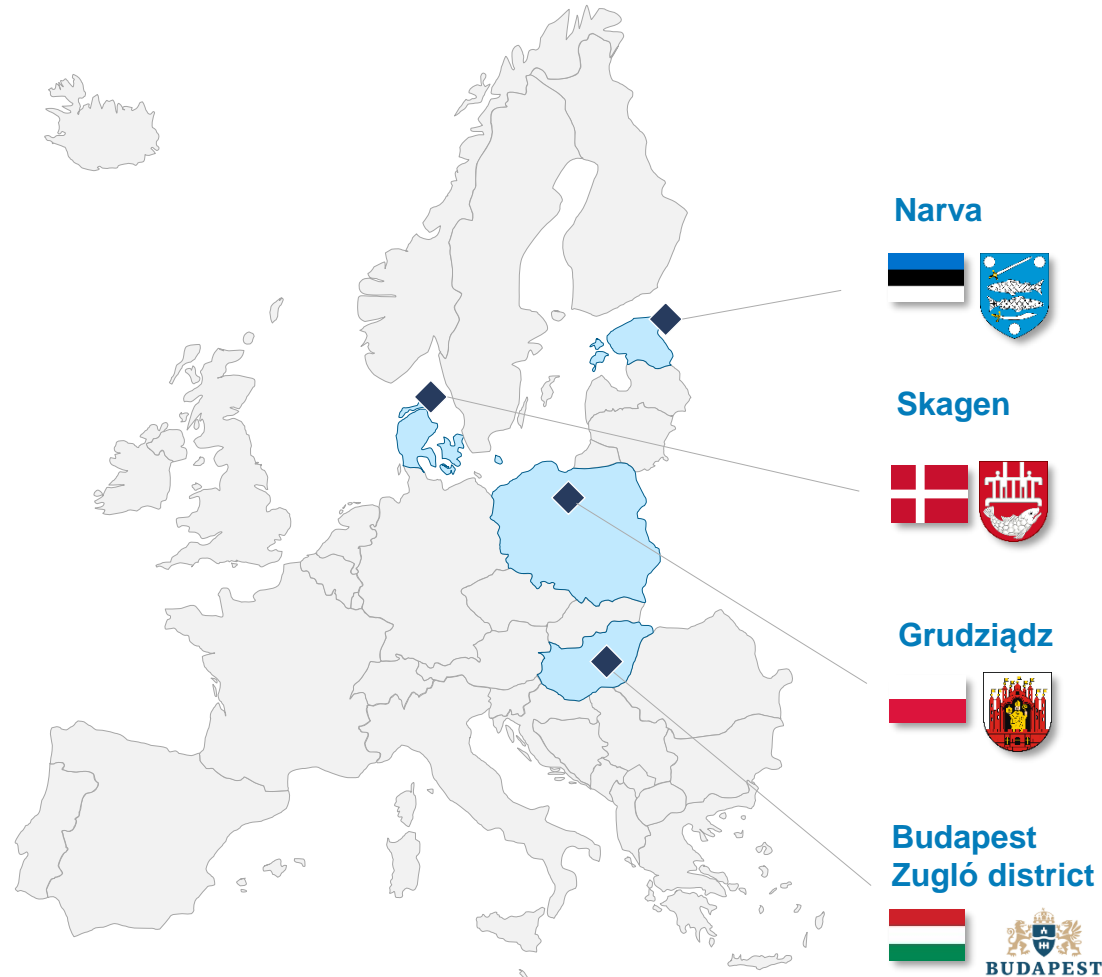 Narva
Skagen
Grudziądz
Budapest
Zugló district
BUDAPEST